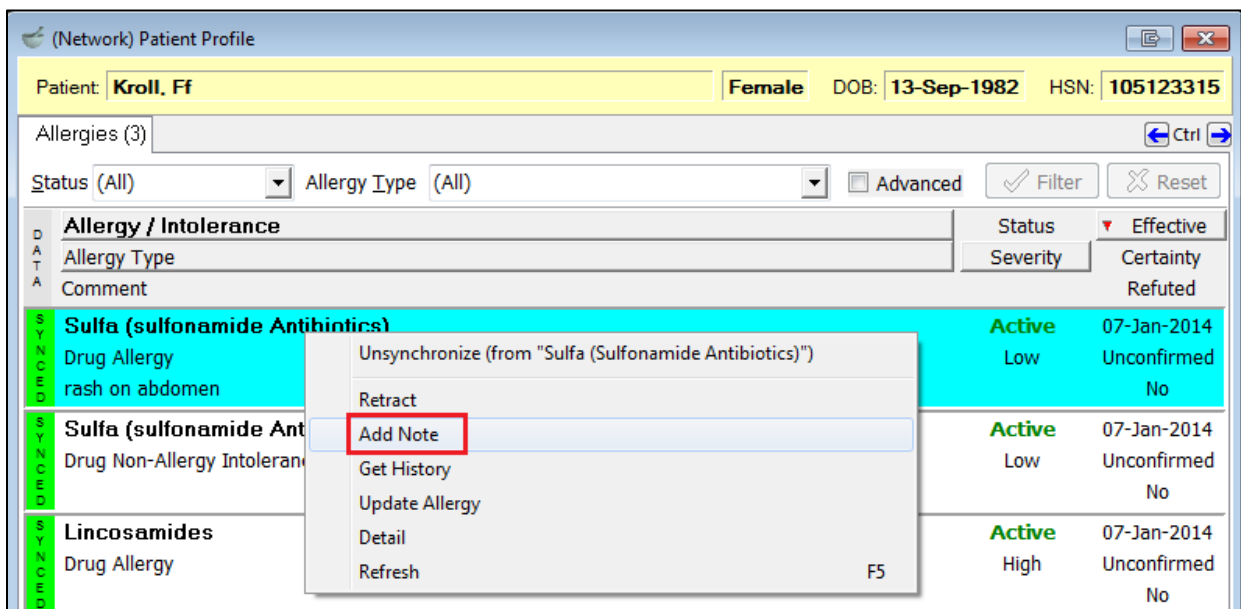 (Network) Patient Profile
Patient: Kroll, Ff Female DOB: 13-Sep-1982 HSN: 105123315
Allergies (3) Ctrl
Status (All) Allergy Type (All) Advanced Filter Reset
DATA
Allergy / Intolerance Status Effective
Allergy Type Severity Certainty
Comment Refuted
SYNCED
Sulfa (sulfonamide Antibiotics) Active 07-Jan-2014
Drug Allergy Low Unconfirmed
rash on abdomen No
Unsynchronize (from "Sulfa (Sulfonamide Antibiotics)")
Retract
Add Note
Get History
Update Allergy
Detail
Refresh F5
SYNCED
Sulfa (sulfonamide Ant Active 07-Jan-2014
Drug Non-Allergy Intoleran Low Unconfirmed
No
SYNCED
Lincosamides Active 07-Jan-2014
Drug Allergy High Unconfirmed
No